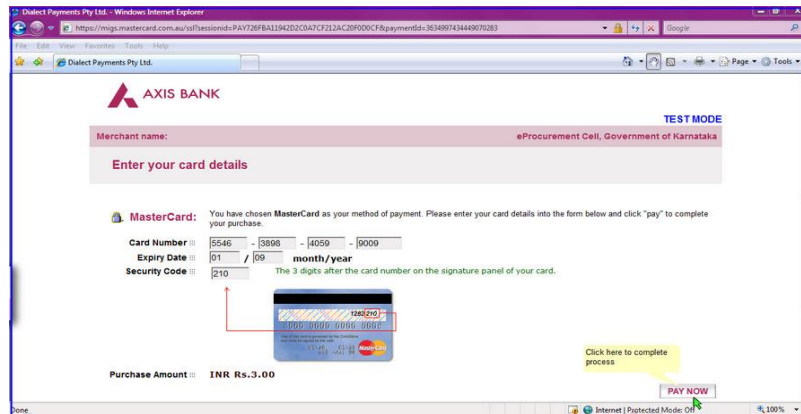 Dialect Payments Pty Ltd. - Windows Internet Explorer
https://migs.mastercard.com.au/ssl?sessionid=PAY726FBA11942D2C0A7CF212AC20F0D0CF&paymentId=3634997434449070283
Google
File Edit View Favorites Tools Help
Dialect Payments Pty Ltd.
Page Tools
AXIS BANK
TEST MODE
Merchant name: eProcurement Cell, Government of Karnataka
Enter your card details
MasterCard: You have chosen MasterCard as your method of payment. Please enter your card details into the form below and click "pay" to complete
your purchase.
Card Number ::: 5546 - 3898 - 4059 - 9009
Expiry Date ::: 01 / 09 month/year
Security Code ::: 210 The 3 digits after the card number on the signature panel of your card.
1282 210
0000 0000 0000 0000
MasterCard
Click here to complete
process
Purchase Amount ::: INR Rs.3.00
PAY NOW
Done Internet | Protected Mode: Off 100%